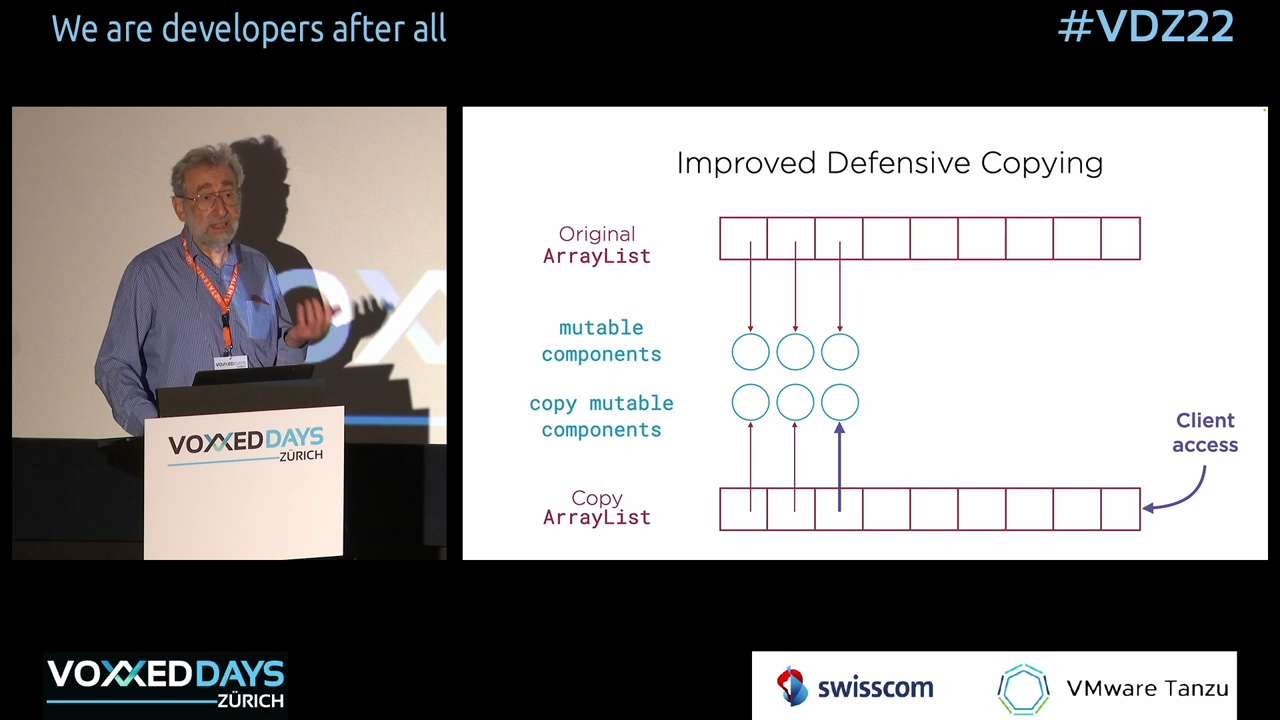 We are developers after all
#VDZ22
VOXXEDDAYS
VOXXEDDAYS
ZÜRICH
Improved Defensive Copying
Original
ArrayList
mutable
components
copy mutable
components
Client
access
Copy
ArrayList
VOXXEDDAYS
ZÜRICH
swisscom
VMware Tanzu